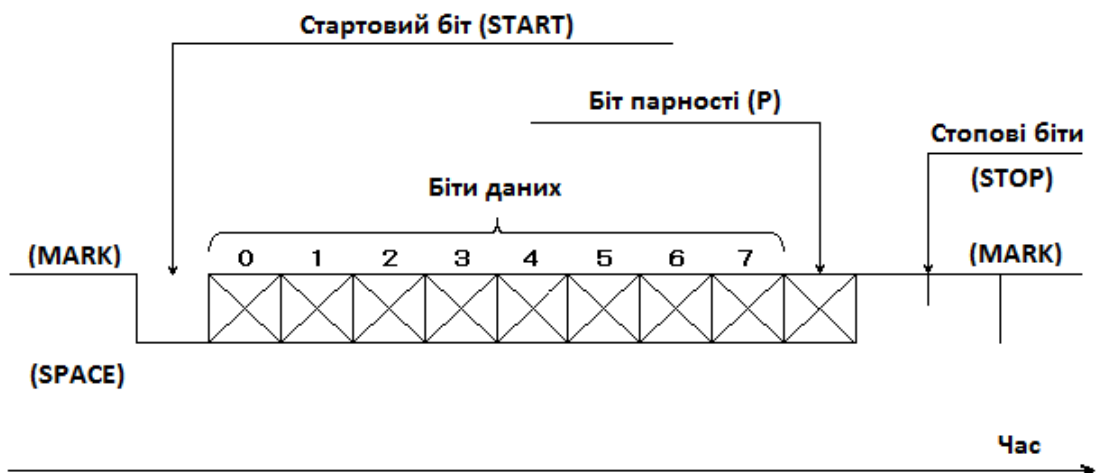 Стартовий біт (START)
Біт парності (P)
Стопові біти
(STOP)
Біти даних
(MARK) 0 1 2 3 4 5 6 7 (MARK)
(SPACE)
Час